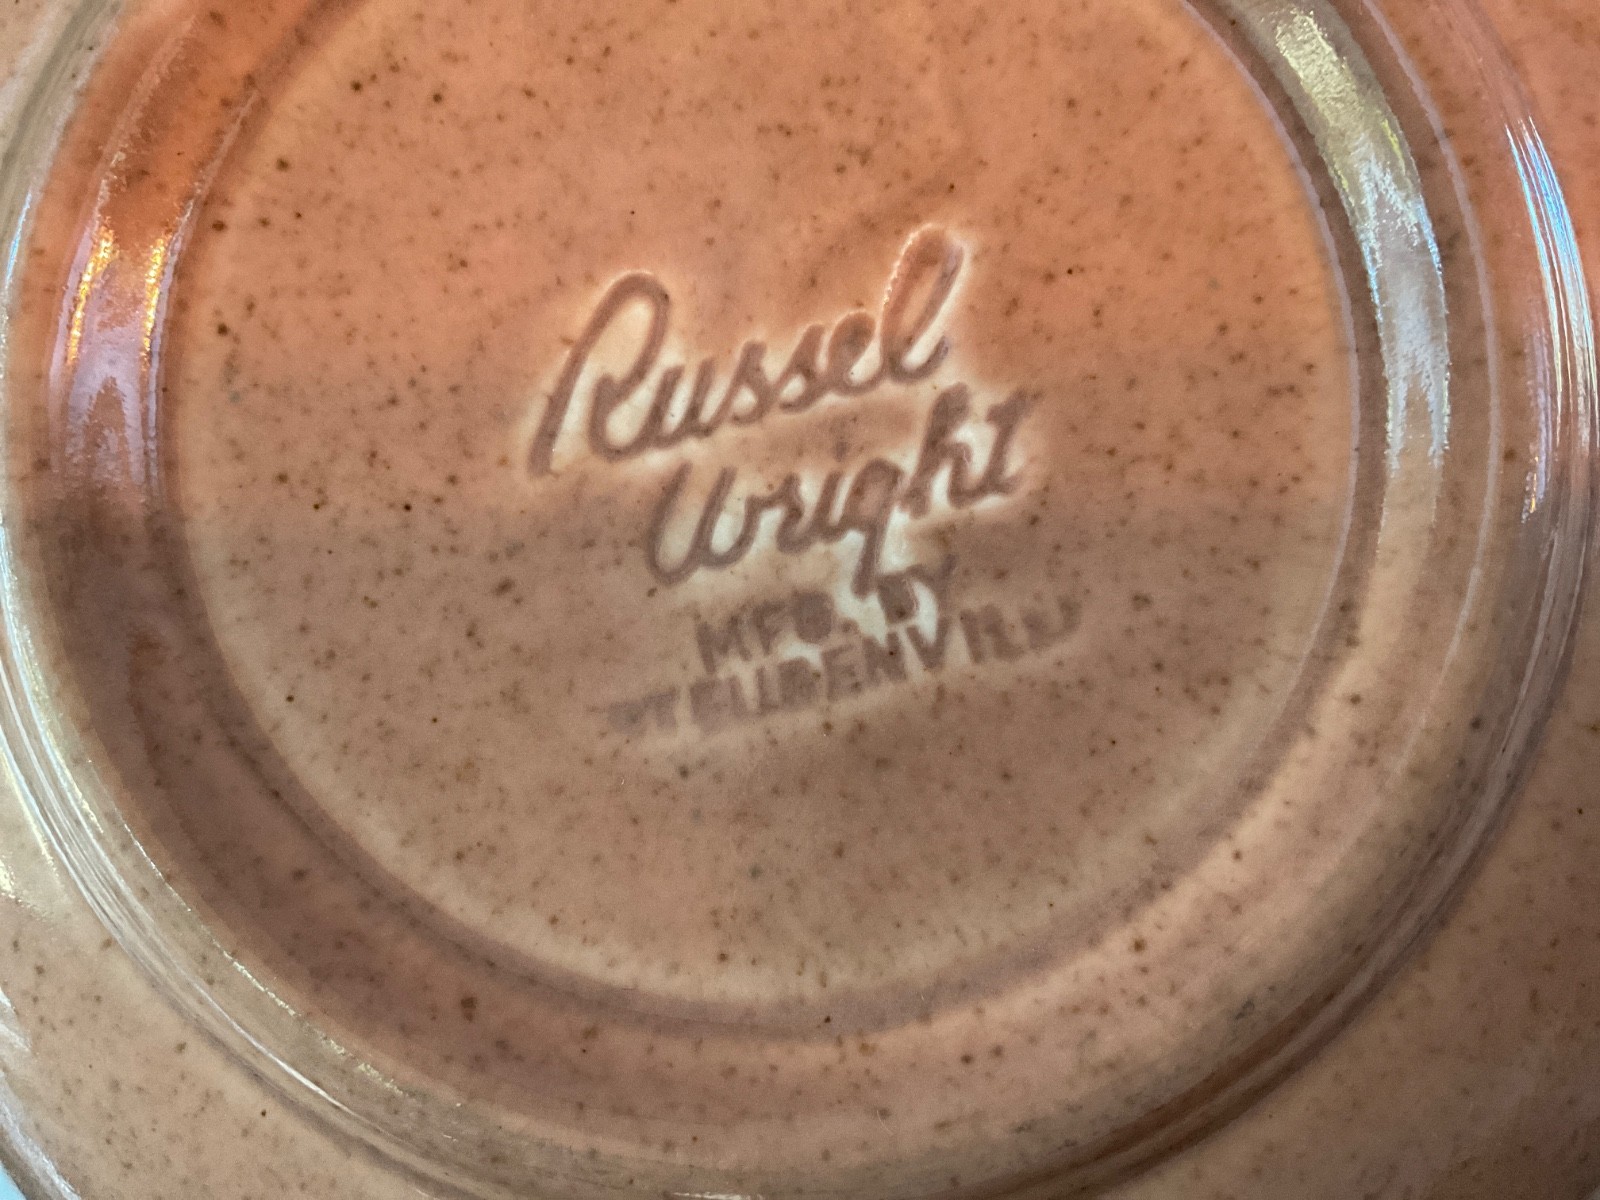 Russel
Wright
MFG. BY
STEUBENVILLE